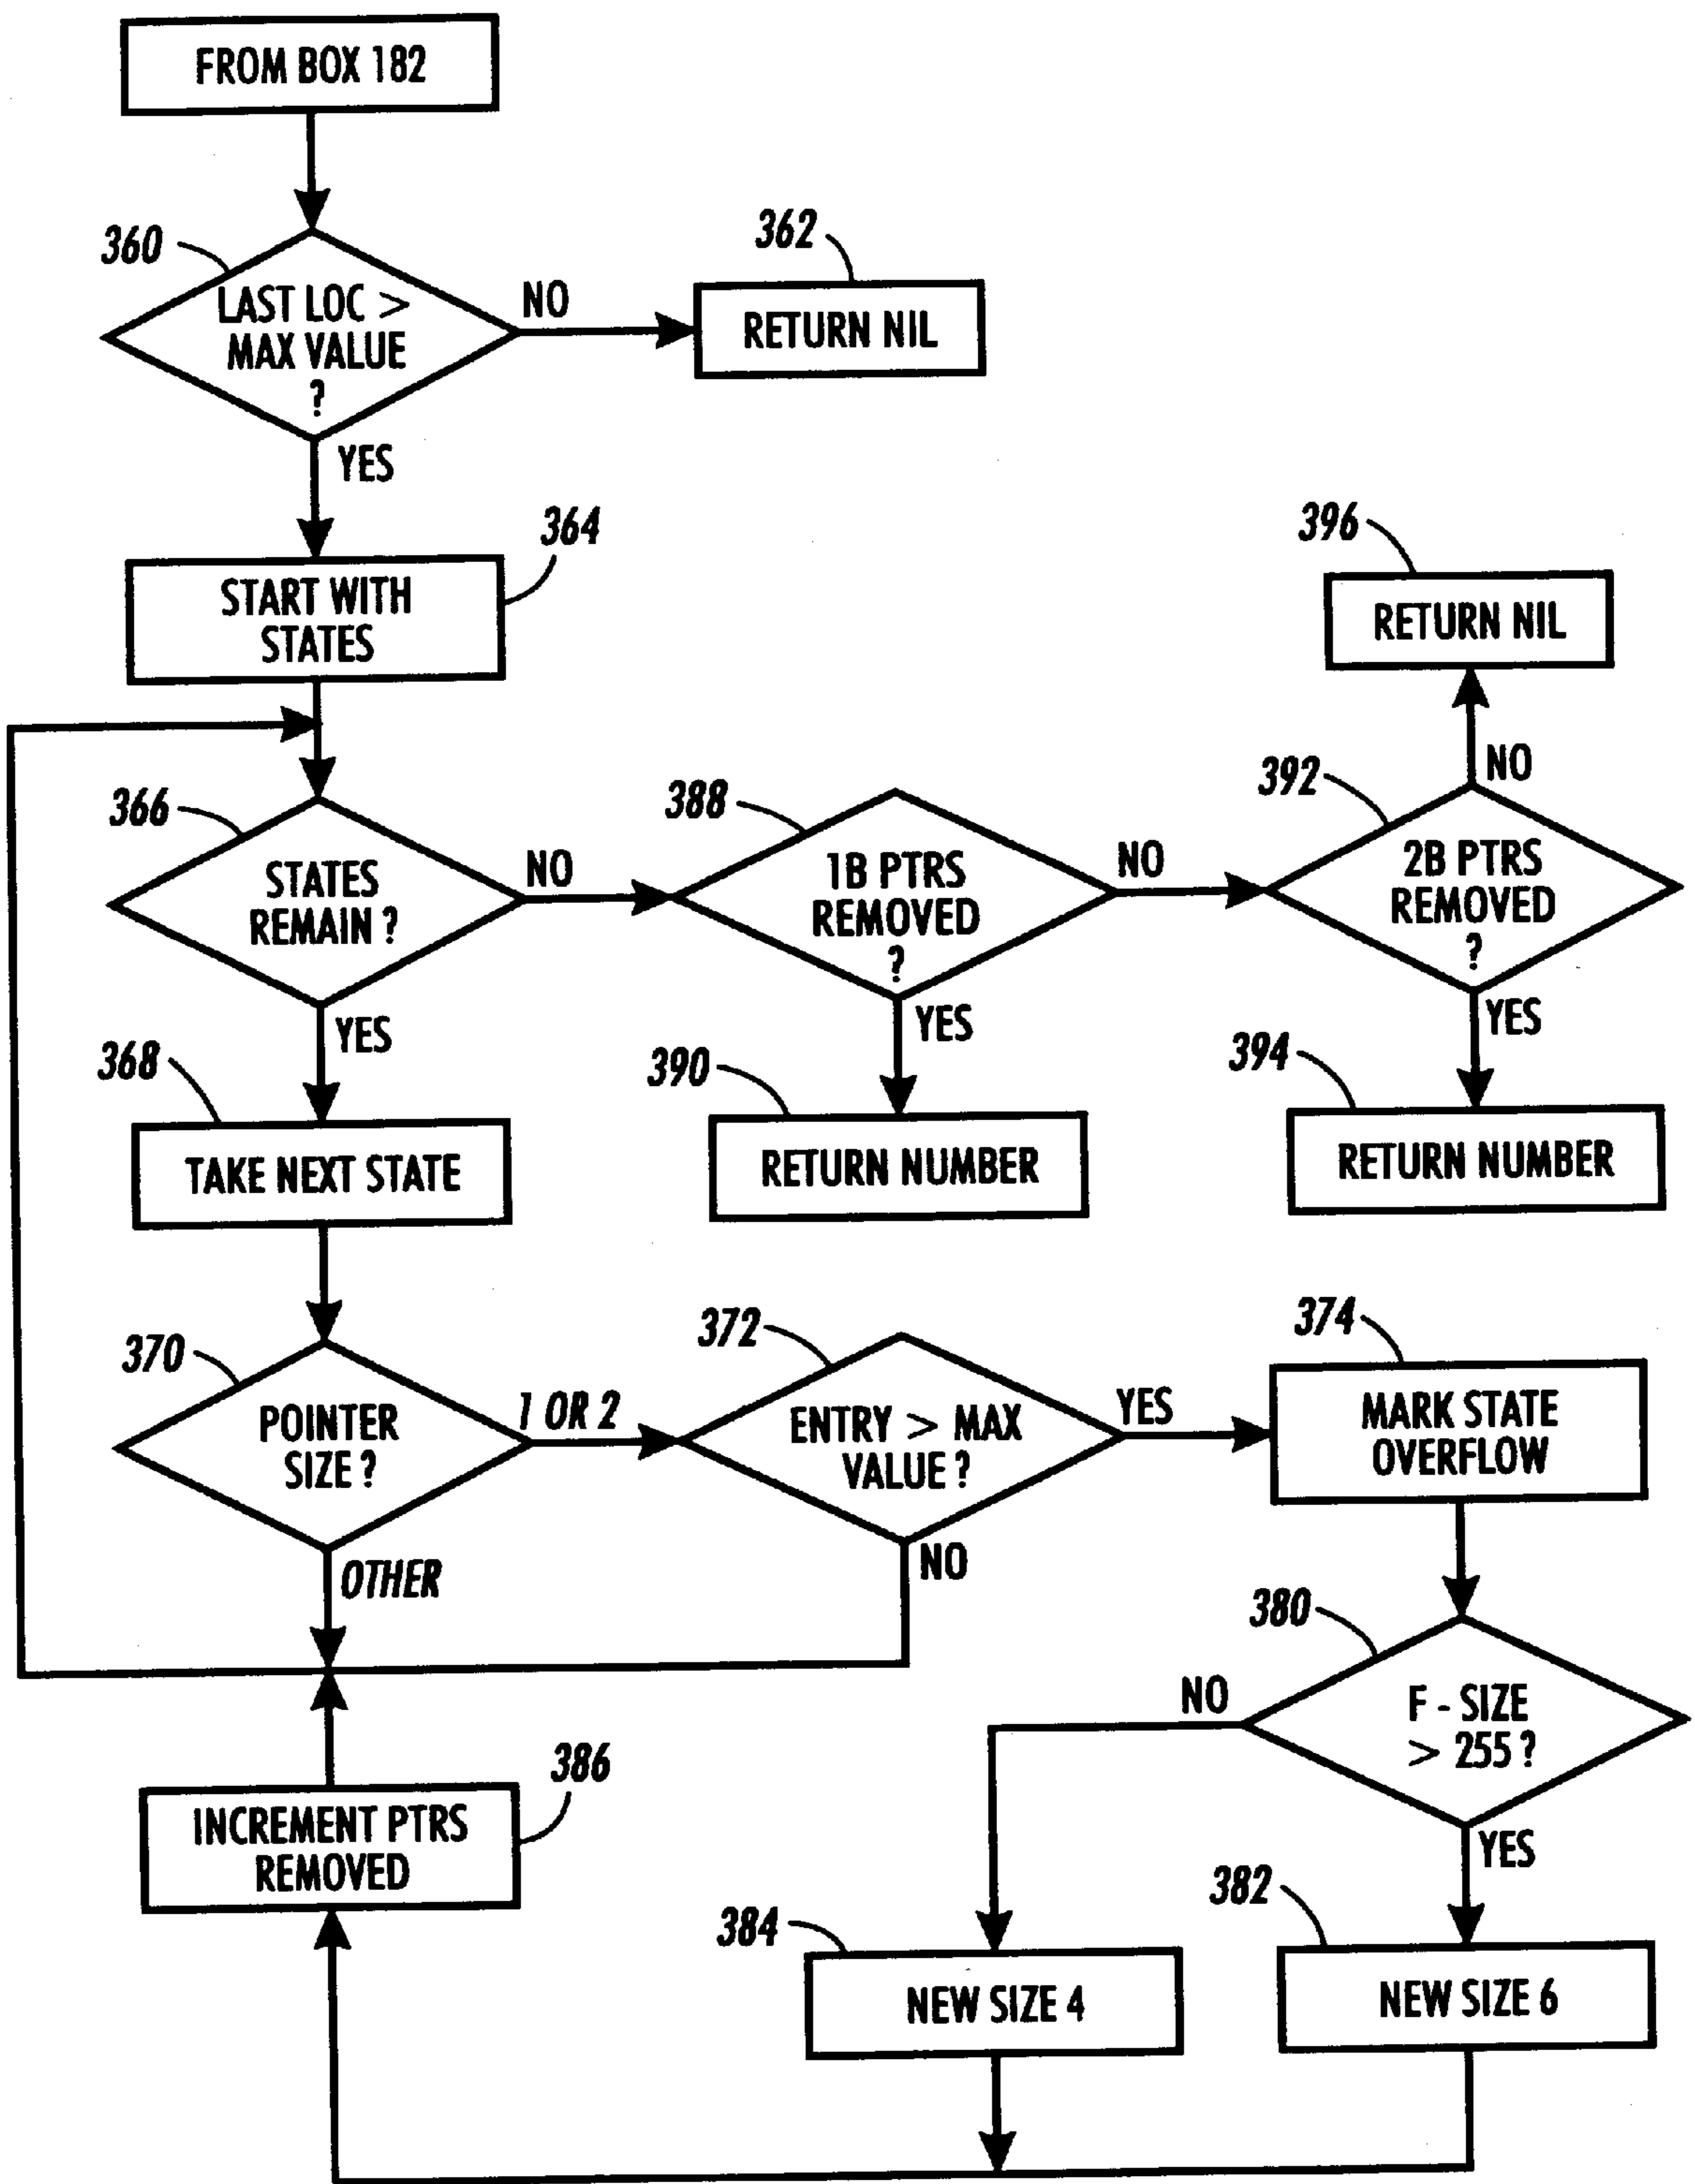 FROM BOX 182
360
LAST LOC >
MAX VALUE
?
NO
362
RETURN NIL
YES
364
START WITH
STATES
396
RETURN NIL
NO
366
STATES
REMAIN ?
NO
388
1B PTRS
REMOVED
?
NO
392
2B PTRS
REMOVED
?
YES
YES
YES
368
TAKE NEXT STATE
390
RETURN NUMBER
394
RETURN NUMBER
370
POINTER
SIZE ?
1 OR 2
372
ENTRY > MAX
VALUE ?
YES
374
MARK STATE
OVERFLOW
OTHER
NO
380
F - SIZE
> 255 ?
NO
YES
386
INCREMENT PTRS
REMOVED
384
NEW SIZE 4
382
NEW SIZE 6